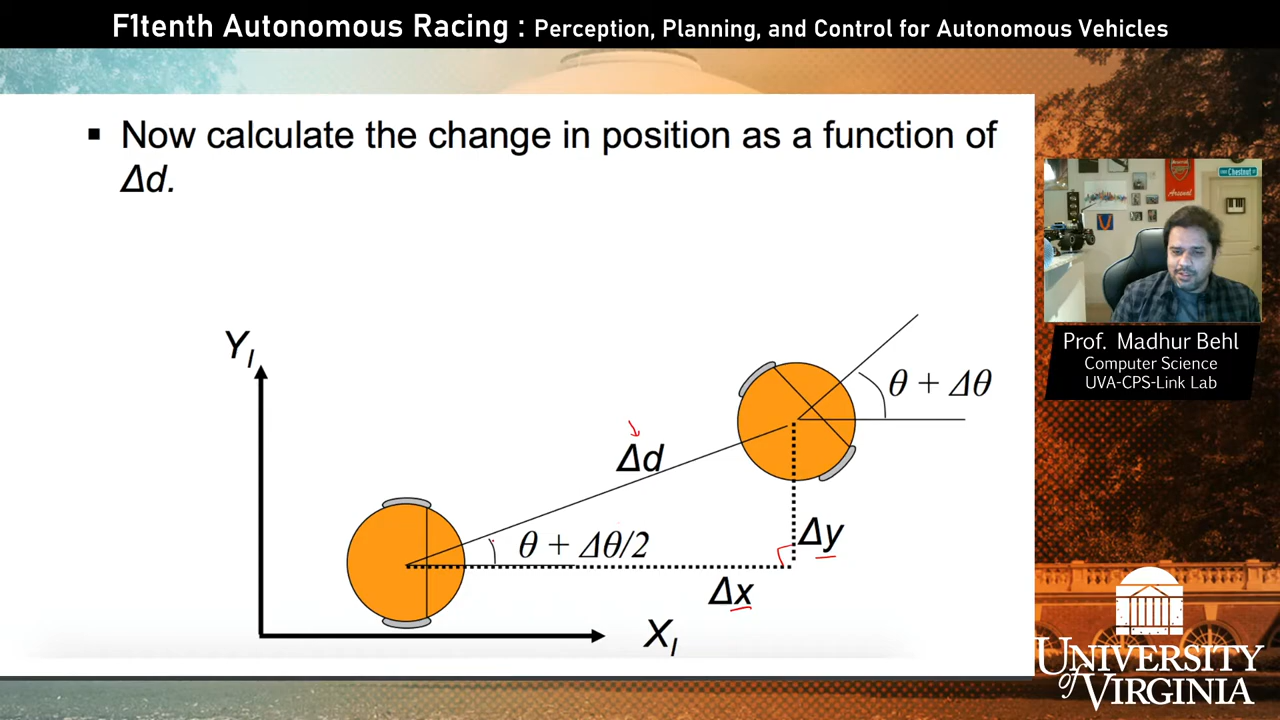 F1tenth Autonomous Racing : Perception, Planning, and Control for Autonomous Vehicles
▪ Now calculate the change in position as a function of
Δd.
Y_I
θ + Δθ
Δd
θ + Δθ/2
Δy
Δx
X_I
Arsenal
Chestnut
Prof. Madhur Behl
Computer Science
UVA-CPS-Link Lab
UNIVERSITY
of VIRGINIA